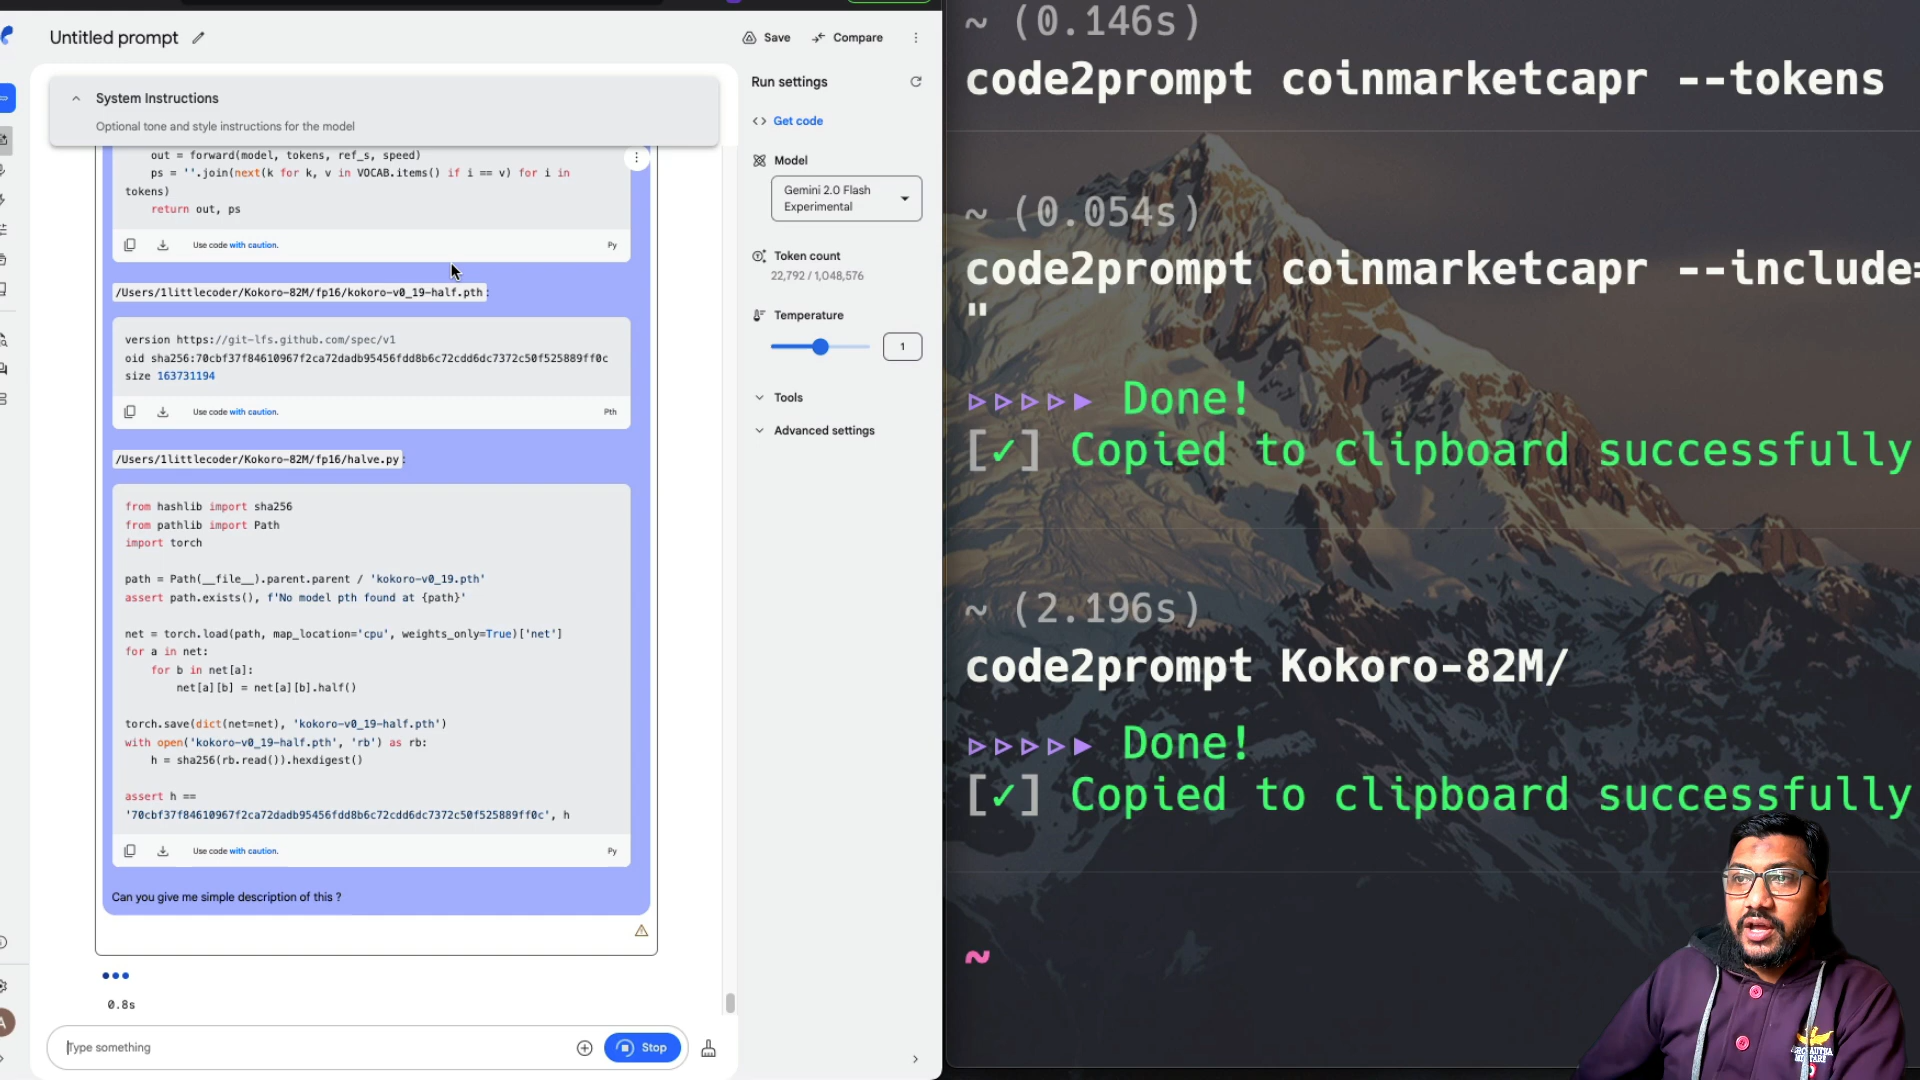 Untitled prompt
Save
Compare
System Instructions
Optional tone and style instructions for the model
out = forward(model, tokens, ref_s, speed)
ps = ''.join(next(k for k, v in VOCAB.items() if i == v) for i in
tokens)
return out, ps
Use code with caution.
Py
/Users/1littlecoder/Kokoro-82M/fp16/kokoro-v0_19-half.pth:
version https://git-lfs.github.com/spec/v1
oid sha256:70cbf37f84610967f2ca72dadb95456fdd8b6c72cdd6dc7372c50f525889ff0c
size 163731194
Use code with caution.
Pth
/Users/1littlecoder/Kokoro-82M/fp16/halve.py:
from hashlib import sha256
from pathlib import Path
import torch
path = Path(__file__).parent.parent / 'kokoro-v0_19.pth'
assert path.exists(), f'No model pth found at {path}'
net = torch.load(path, map_location='cpu', weights_only=True)['net']
for a in net:
for b in net[a]:
net[a][b] = net[a][b].half()
torch.save(dict(net=net), 'kokoro-v0_19-half.pth')
with open('kokoro-v0_19-half.pth', 'rb') as rb:
h = sha256(rb.read()).hexdigest()
assert h ==
'70cbf37f84610967f2ca72dadb95456fdd8b6c72cdd6dc7372c50f525889ff0c', h
Use code with caution.
Py
Can you give me simple description of this ?
0.8s
Type something
Stop
Run settings
Get code
Model
Gemini 2.0 Flash
Experimental
Token count
22,792 / 1,048,576
Temperature
1
Tools
Advanced settings
~ (0.146s)
code2prompt coinmarketcapr --tokens
~ (0.054s)
code2prompt coinmarketcapr --include=
"
▹▹▹▹▸ Done!
[✓] Copied to clipboard successfully
~ (2.196s)
code2prompt Kokoro-82M/
▹▹▹▹▸ Done!
[✓] Copied to clipboard successfully
~